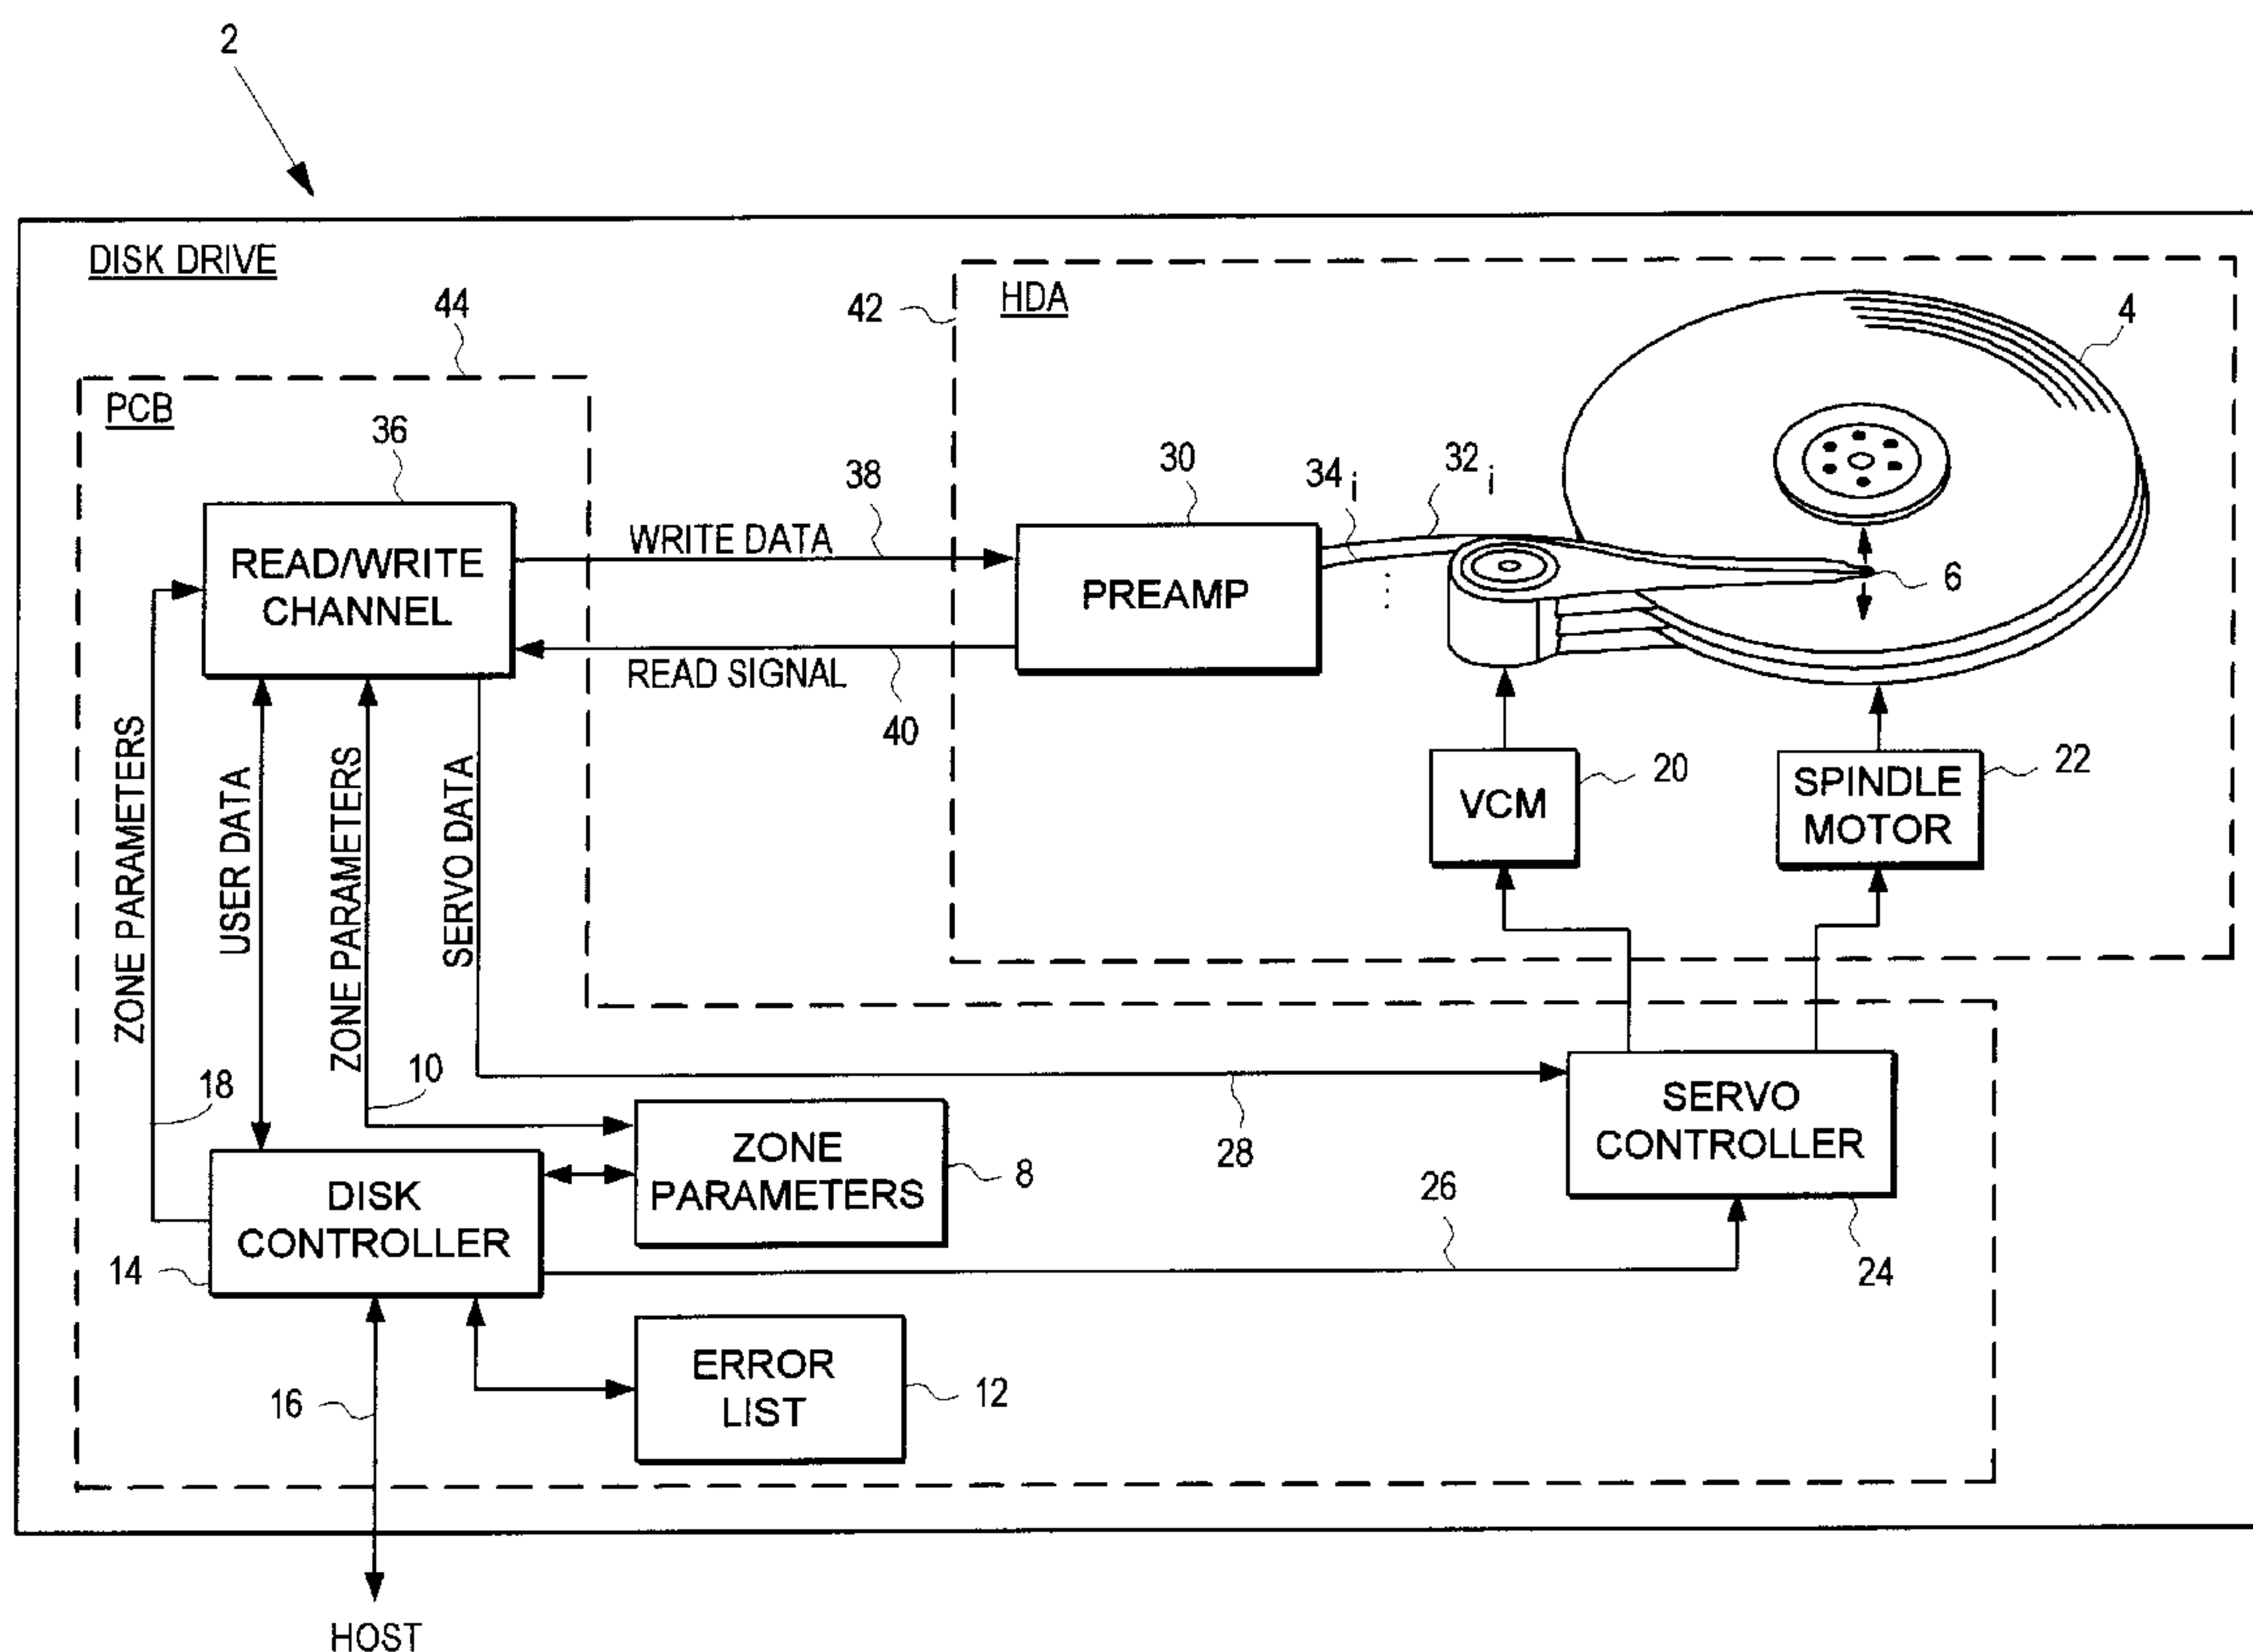 2
DISK DRIVE
44
42
HDA
4
PCB
36
38
30
34i
32i
READ/WRITE
CHANNEL
WRITE DATA
PREAMP
6
READ SIGNAL
40
ZONE PARAMETERS
USER DATA
ZONE PARAMETERS
SERVO DATA
VCM
20
SPINDLE
MOTOR
22
18
10
28
SERVO
CONTROLLER
24
ZONE
PARAMETERS
8
DISK
CONTROLLER
14
26
16
ERROR
LIST
12
HOST